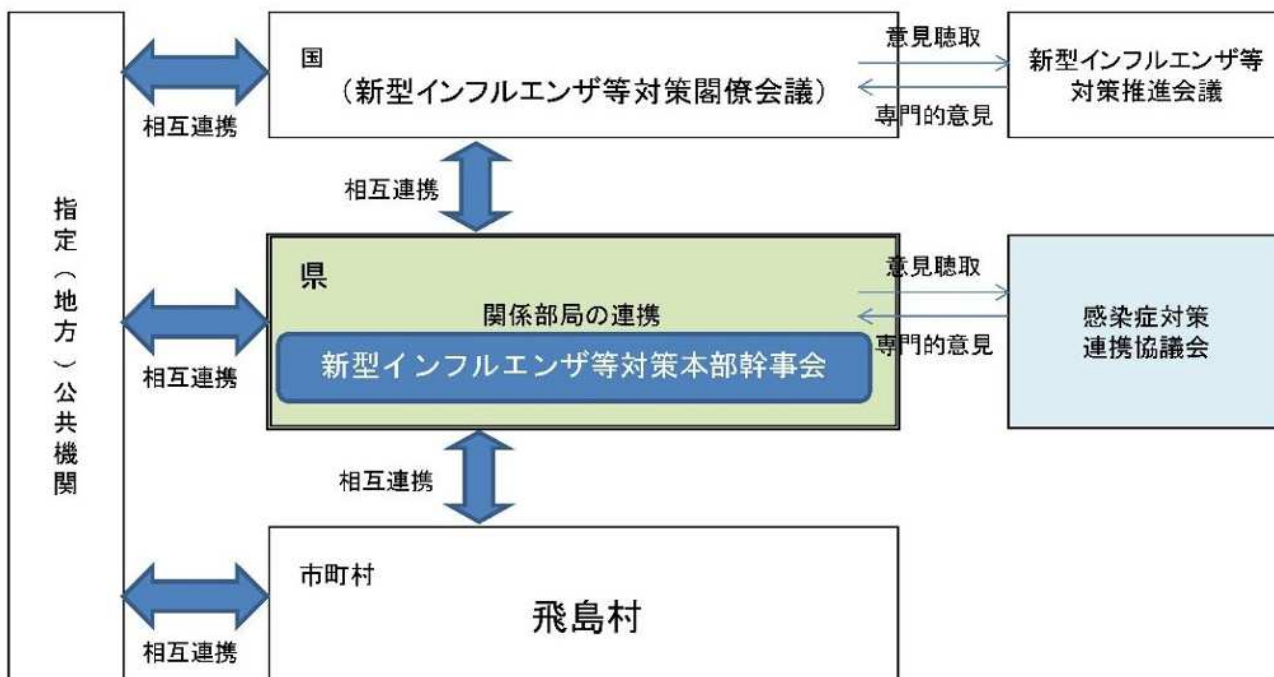 指定（地方）公共機関
相互連携
国
（新型インフルエンザ等対策閣僚会議）
意見聴取
専門的意見
新型インフルエンザ等
対策推進会議
相互連携
相互連携
県
関係部局の連携
新型インフルエンザ等対策本部幹事会
意見聴取
専門的意見
感染症対策
連携協議会
相互連携
相互連携
市町村
飛島村